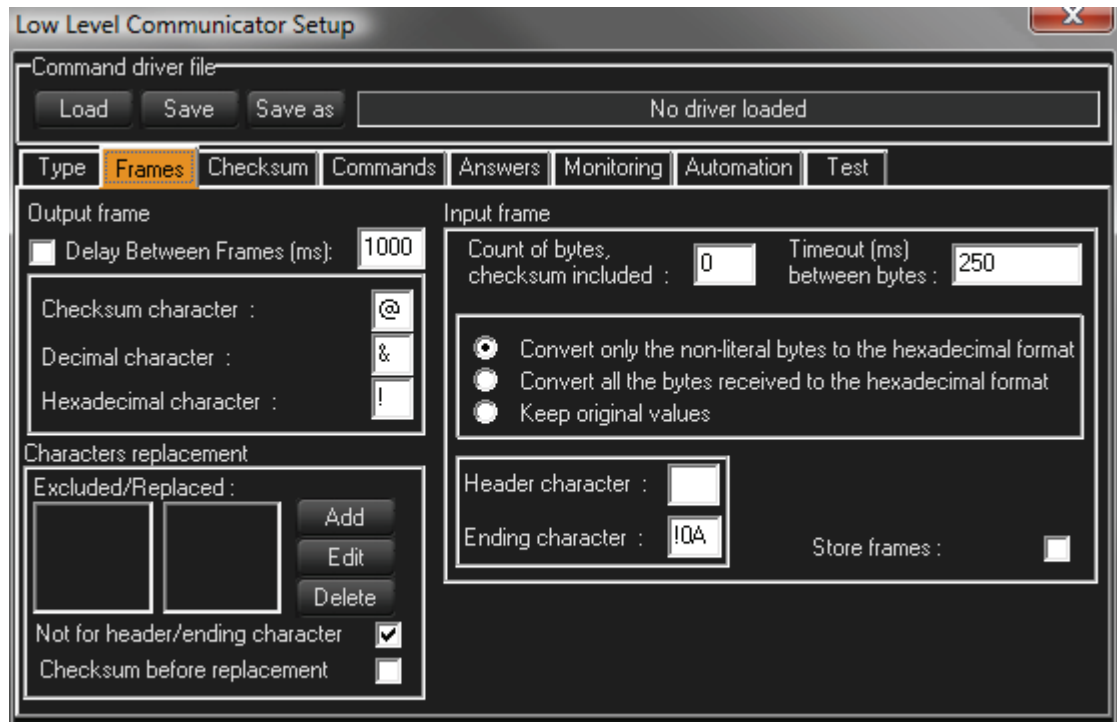 Low Level Communicator Setup
X
Command driver file
Load Save Save as No driver loaded
Type Frames Checksum Commands Answers Monitoring Automation Test
Output frame
Delay Between Frames (ms): 1000
Checksum character : @
Decimal character : &
Hexadecimal character : !
Characters replacement
Excluded/Replaced :
Add
Edit
Delete
Not for header/ending character
Checksum before replacement
Input frame
Count of bytes,
checksum included : 0
Timeout (ms)
between bytes : 250
Convert only the non-literal bytes to the hexadecimal format
Convert all the bytes received to the hexadecimal format
Keep original values
Header character :
Ending character : !0A
Store frames :